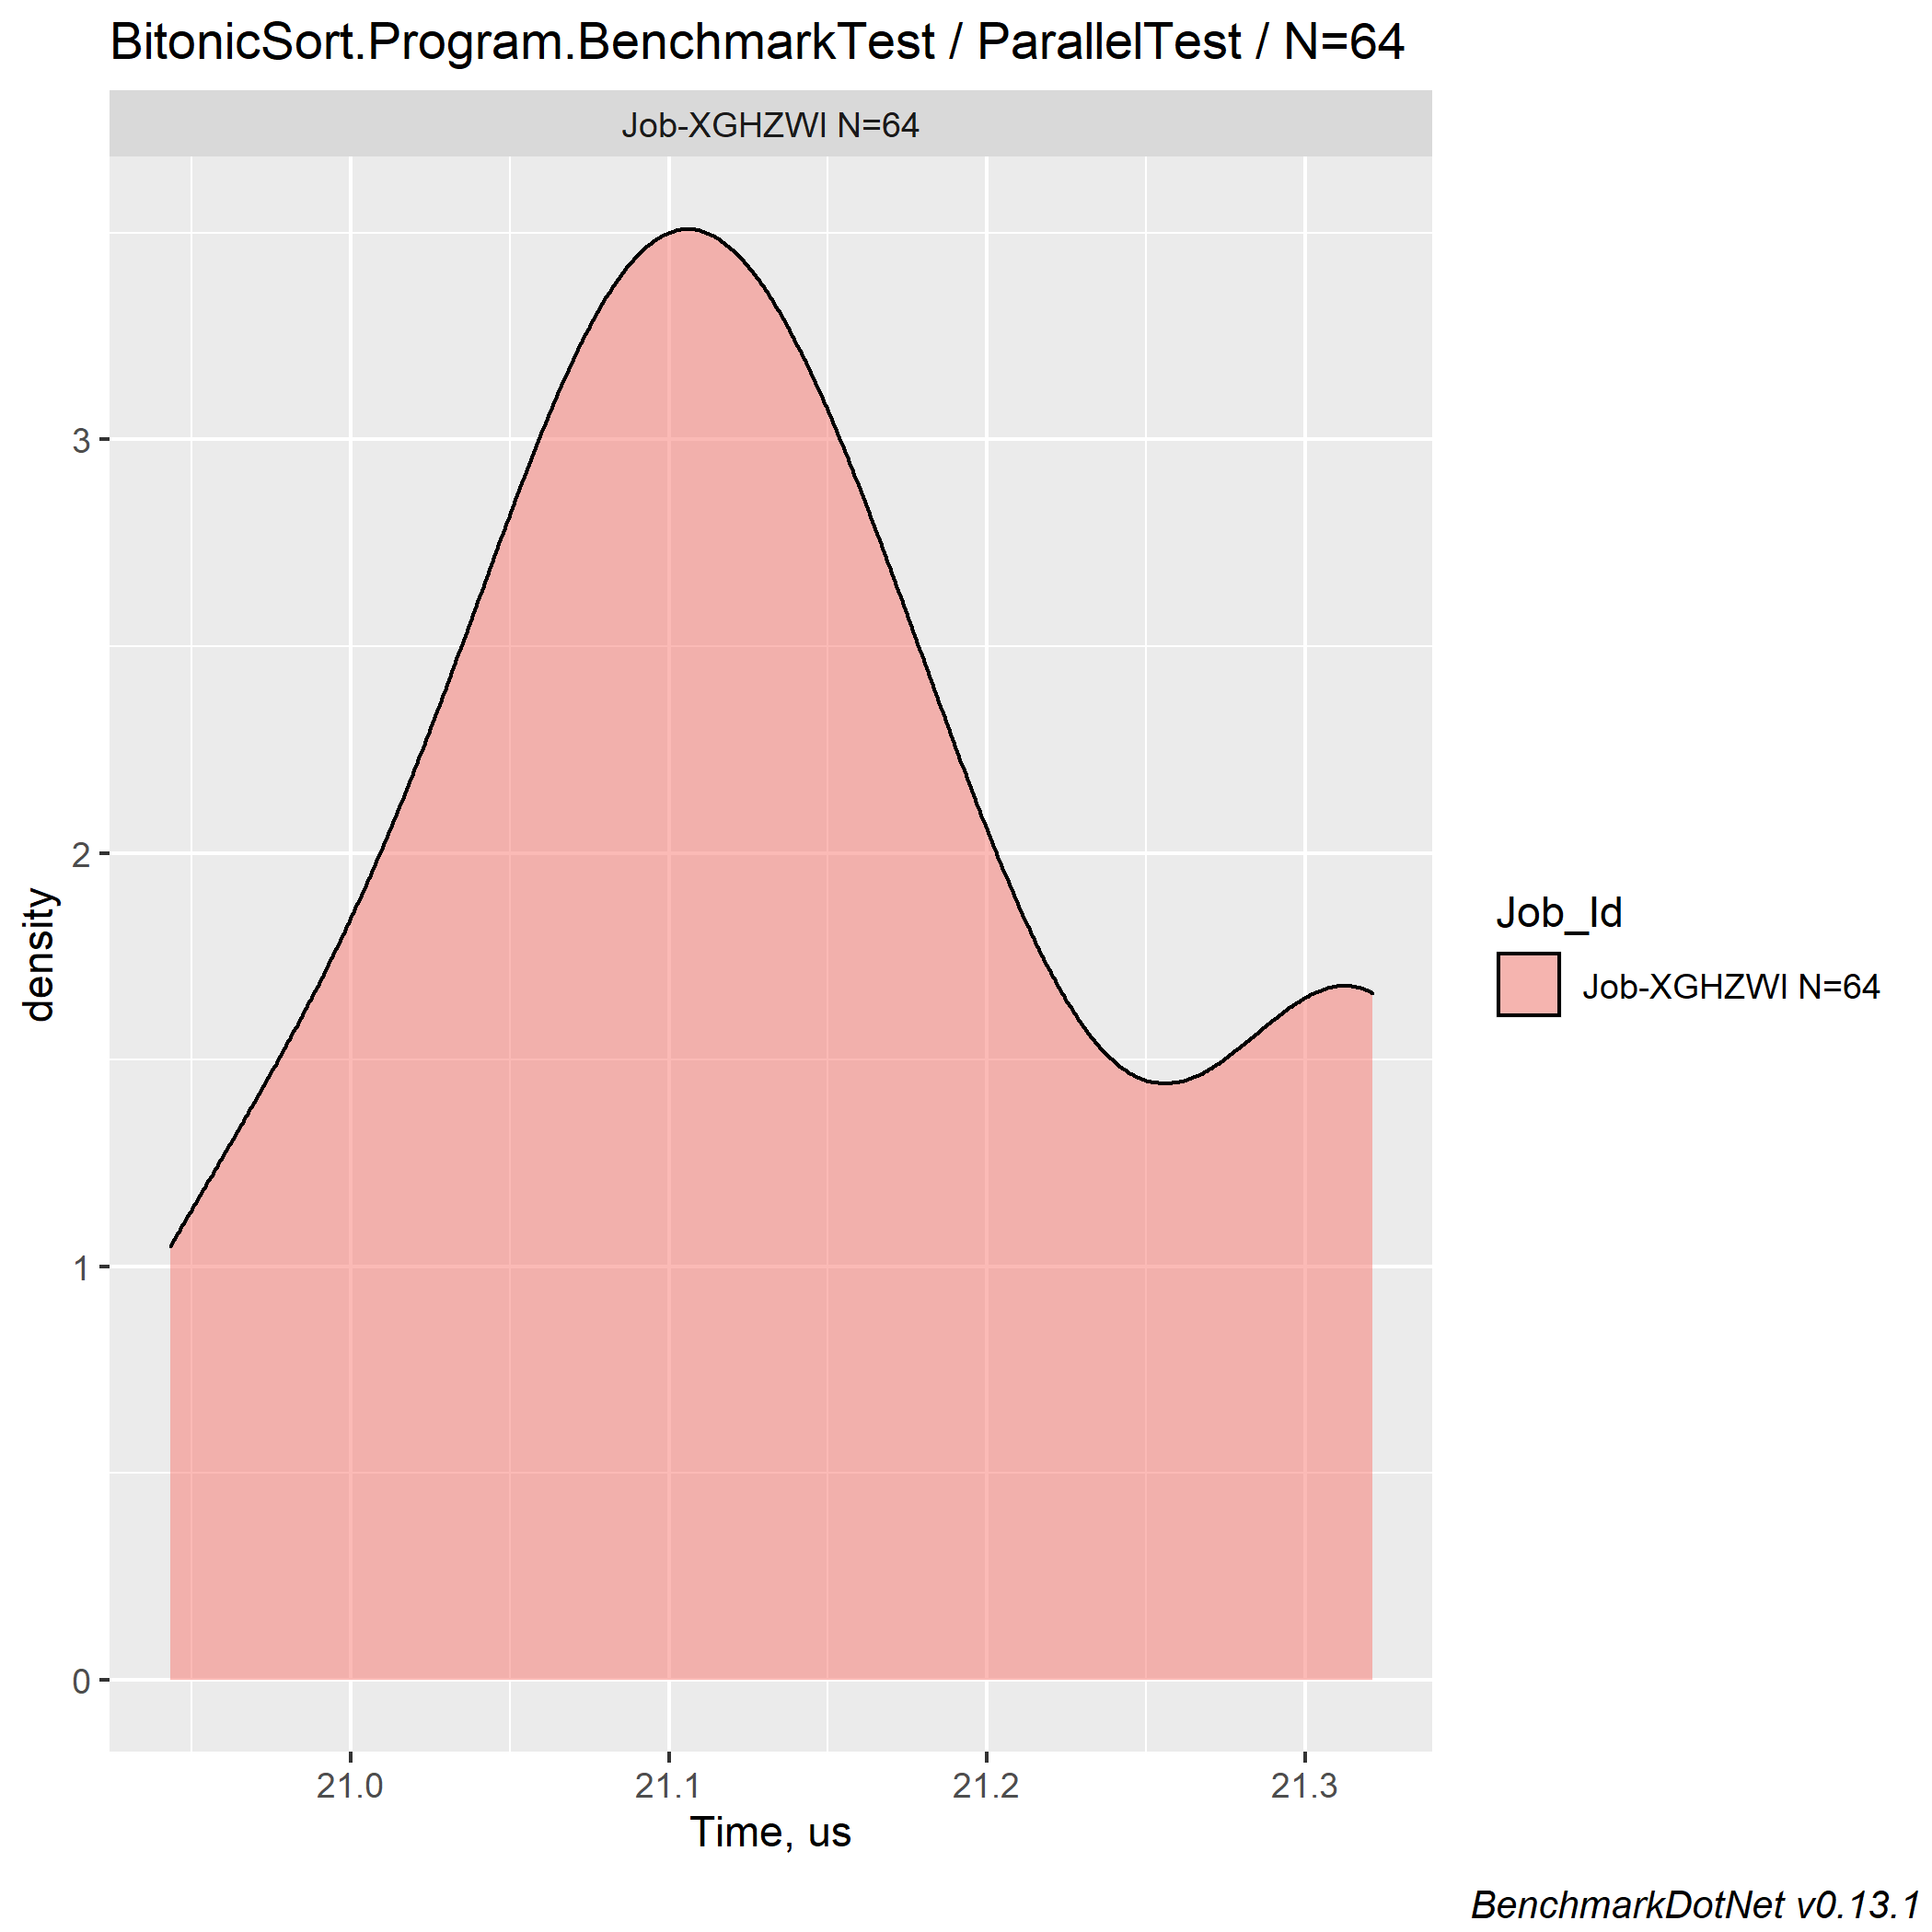 BitonicSort.Program.BenchmarkTest / ParallelTest / N=64
Job-XGHZWI N=64
3
2
1
0
density
21.0 21.1 21.2 21.3
Time, us
Job_Id
Job-XGHZWI N=64
BenchmarkDotNet v0.13.1